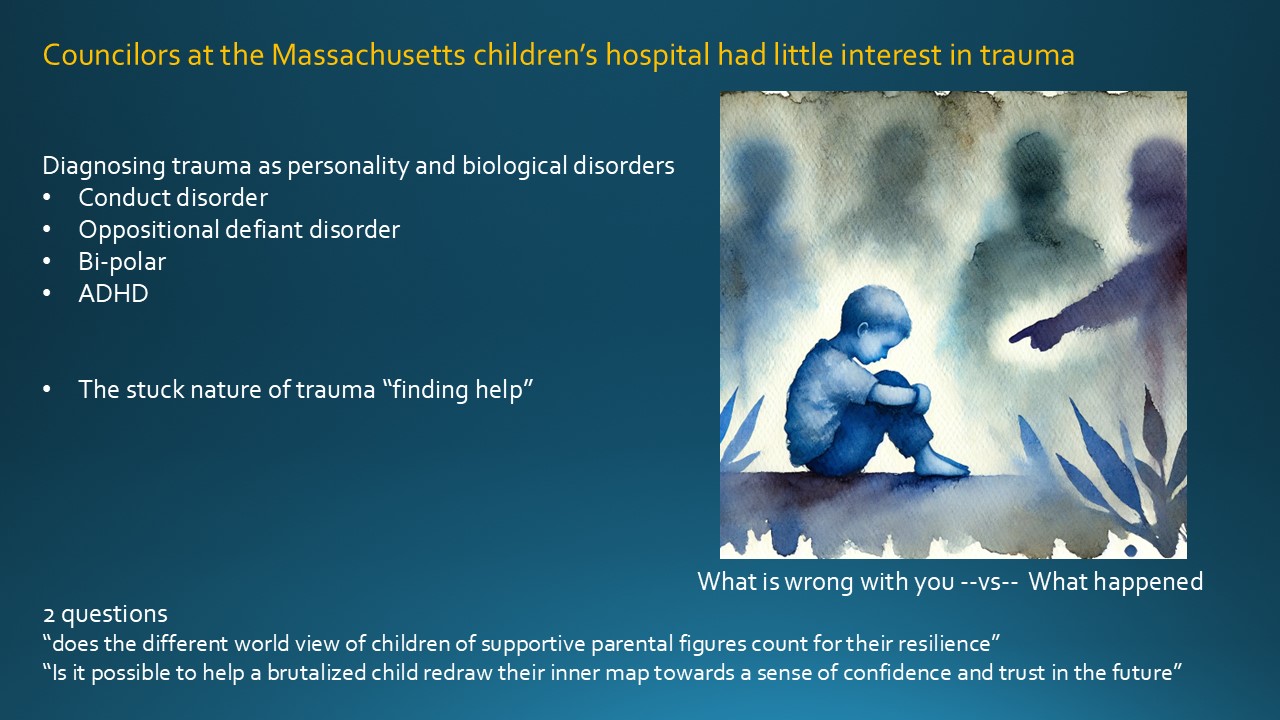 Councilors at the Massachusetts children’s hospital had little interest in trauma
Diagnosing trauma as personality and biological disorders
• Conduct disorder
• Oppositional defiant disorder
• Bi-polar
• ADHD
• The stuck nature of trauma “finding help”
What is wrong with you --vs-- What happened
2 questions
“does the different world view of children of supportive parental figures count for their resilience”
“Is it possible to help a brutalized child redraw their inner map towards a sense of confidence and trust in the future”